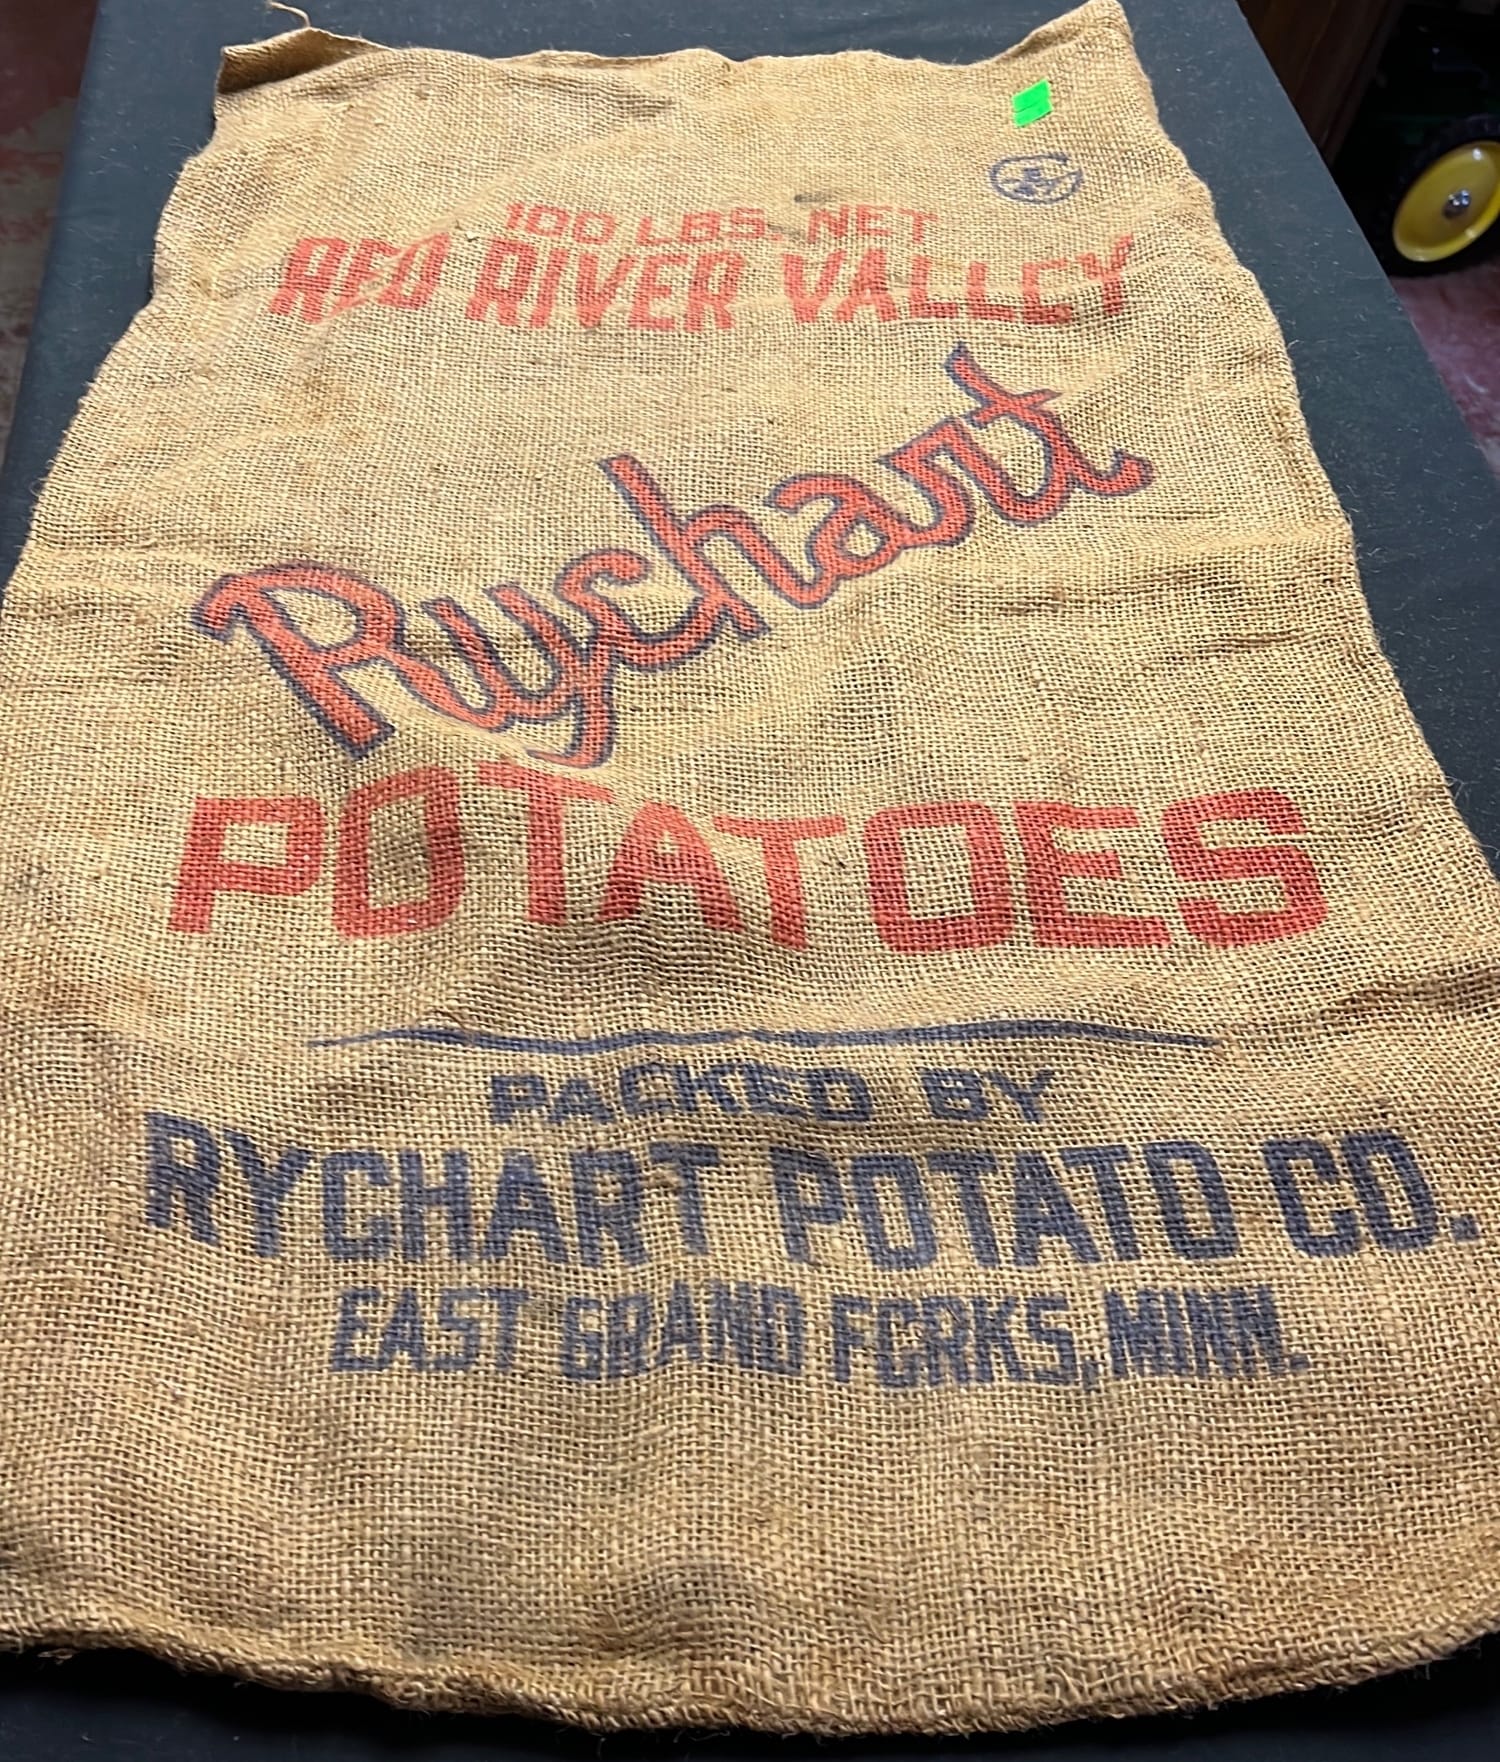 100 LBS. NET
RED RIVER VALLEY
Rychart
POTATOES
PACKED BY
RYCHART POTATO CO.
EAST GRAND FORKS, MINN.